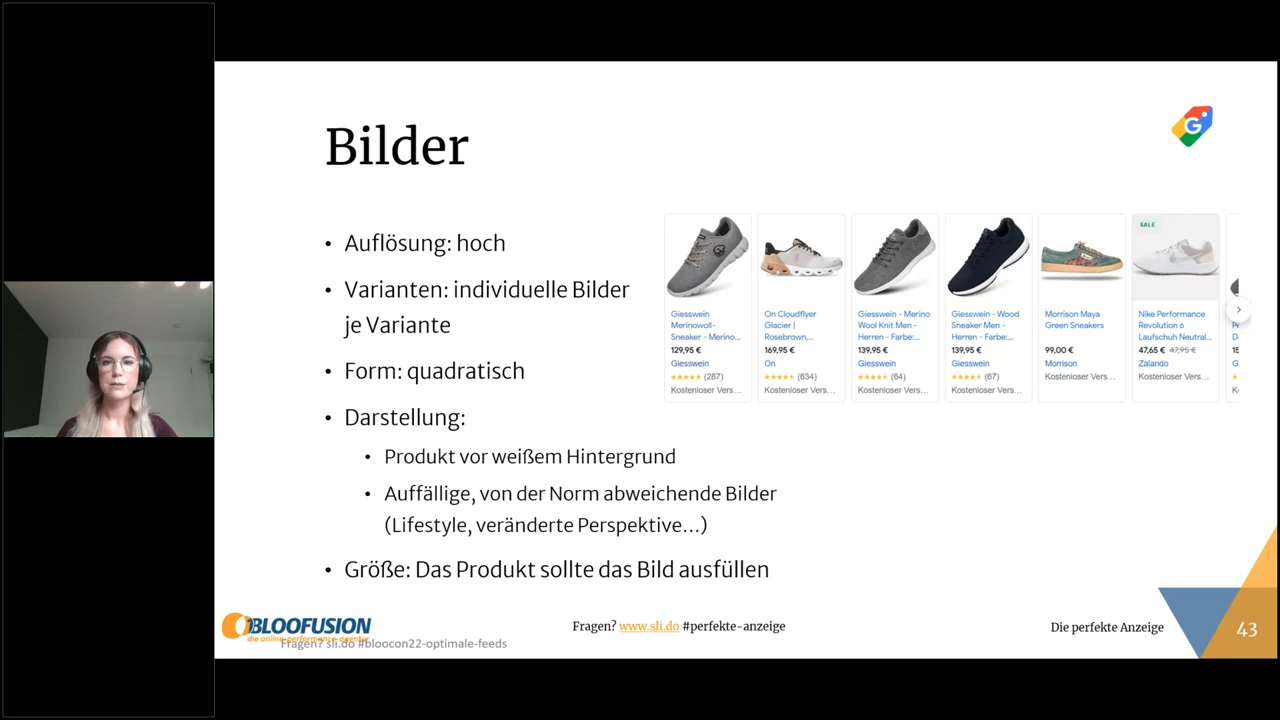 Bilder
• Auflösung: hoch
• Varianten: individuelle Bilder
je Variante
• Form: quadratisch
• Darstellung:
• Produkt vor weißem Hintergrund
• Auffällige, von der Norm abweichende Bilder
(Lifestyle, veränderte Perspektive...)
• Größe: Das Produkt sollte das Bild ausfüllen
G
Giesswein
Merinowoll-
Sneaker - Merino...
129,95 €
Giesswein
(287)
Kostenloser Vers...
On Cloudflyer
Glacier |
Rosebrown,...
169,95 €
On
(634)
Kostenloser Vers...
Giesswein - Merino
Wool Knit Men -
Herren - Farbe:...
139,95 €
Giesswein
(64)
Kostenloser Vers...
Giesswein - Wood
Sneaker Men -
Herren - Farbe:...
139,95 €
Giesswein
(67)
Kostenloser Vers...
Morrison Maya
Green Sneakers
99,00 €
Morrison
Kostenloser Vers...
SALE
Nike Performance
Revolution 6
Laufschuh Neutral...
47,65 € 47,95 €
Zalando
Kostenloser Vers...
BLOOFUSION
die online-performance-agentur
Fragen? sli.do #bloocon22-optimale-feeds
Fragen? www.sli.do #perfekte-anzeige
Die perfekte Anzeige
43